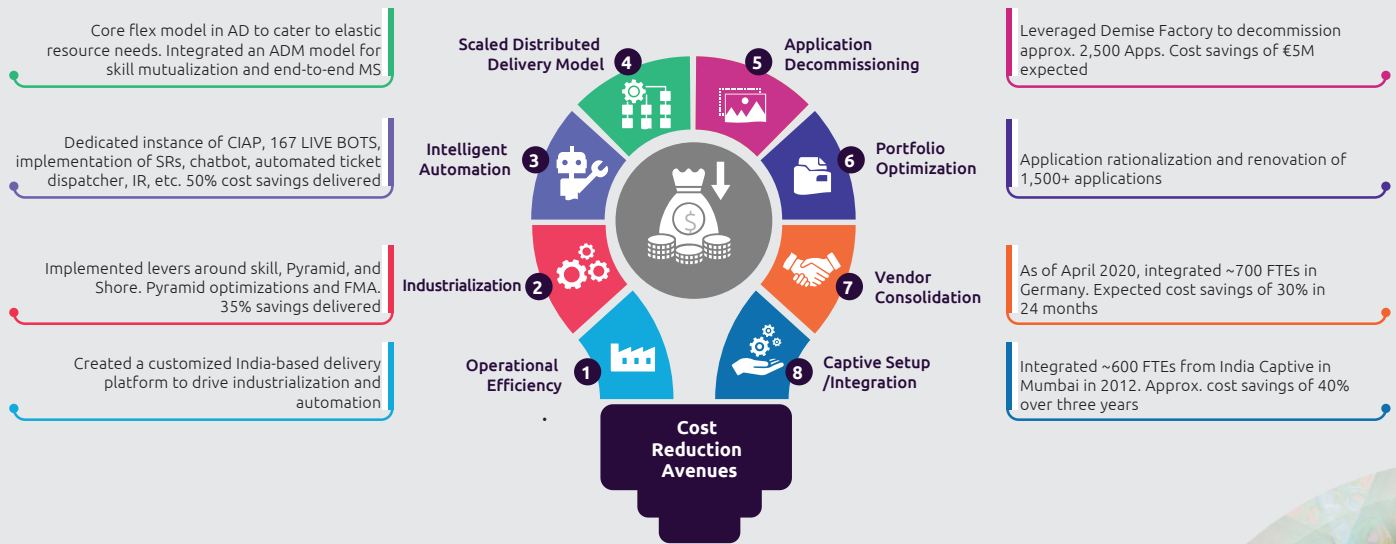 Core flex model in AD to cater to elastic
resource needs. Integrated an ADM model for
skill mutualization and end-to-end MS
Dedicated instance of CIAP, 167 LIVE BOTS,
implementation of SRs, chatbot, automated ticket
dispatcher, IR, etc. 50% cost savings delivered
Implemented levers around skill, Pyramid, and
Shore. Pyramid optimizations and FMA.
35% savings delivered
Created a customized India-based delivery
platform to drive industrialization and
automation
Scaled Distributed
Delivery Model
4
Intelligent
Automation
3
Industrialization
2
Operational
Efficiency
1
.
5
Application
Decommissioning
6
Portfolio
Optimization
7
Vendor
Consolidation
8
Captive Setup
/Integration
$
Cost
Reduction
Avenues
Leveraged Demise Factory to decommission
approx. 2,500 Apps. Cost savings of €5M
expected
Application rationalization and renovation of
1,500+ applications
As of April 2020, integrated ~700 FTEs in
Germany. Expected cost savings of 30% in
24 months
Integrated ~600 FTEs from India Captive in
Mumbai in 2012. Approx. cost savings of 40%
over three years